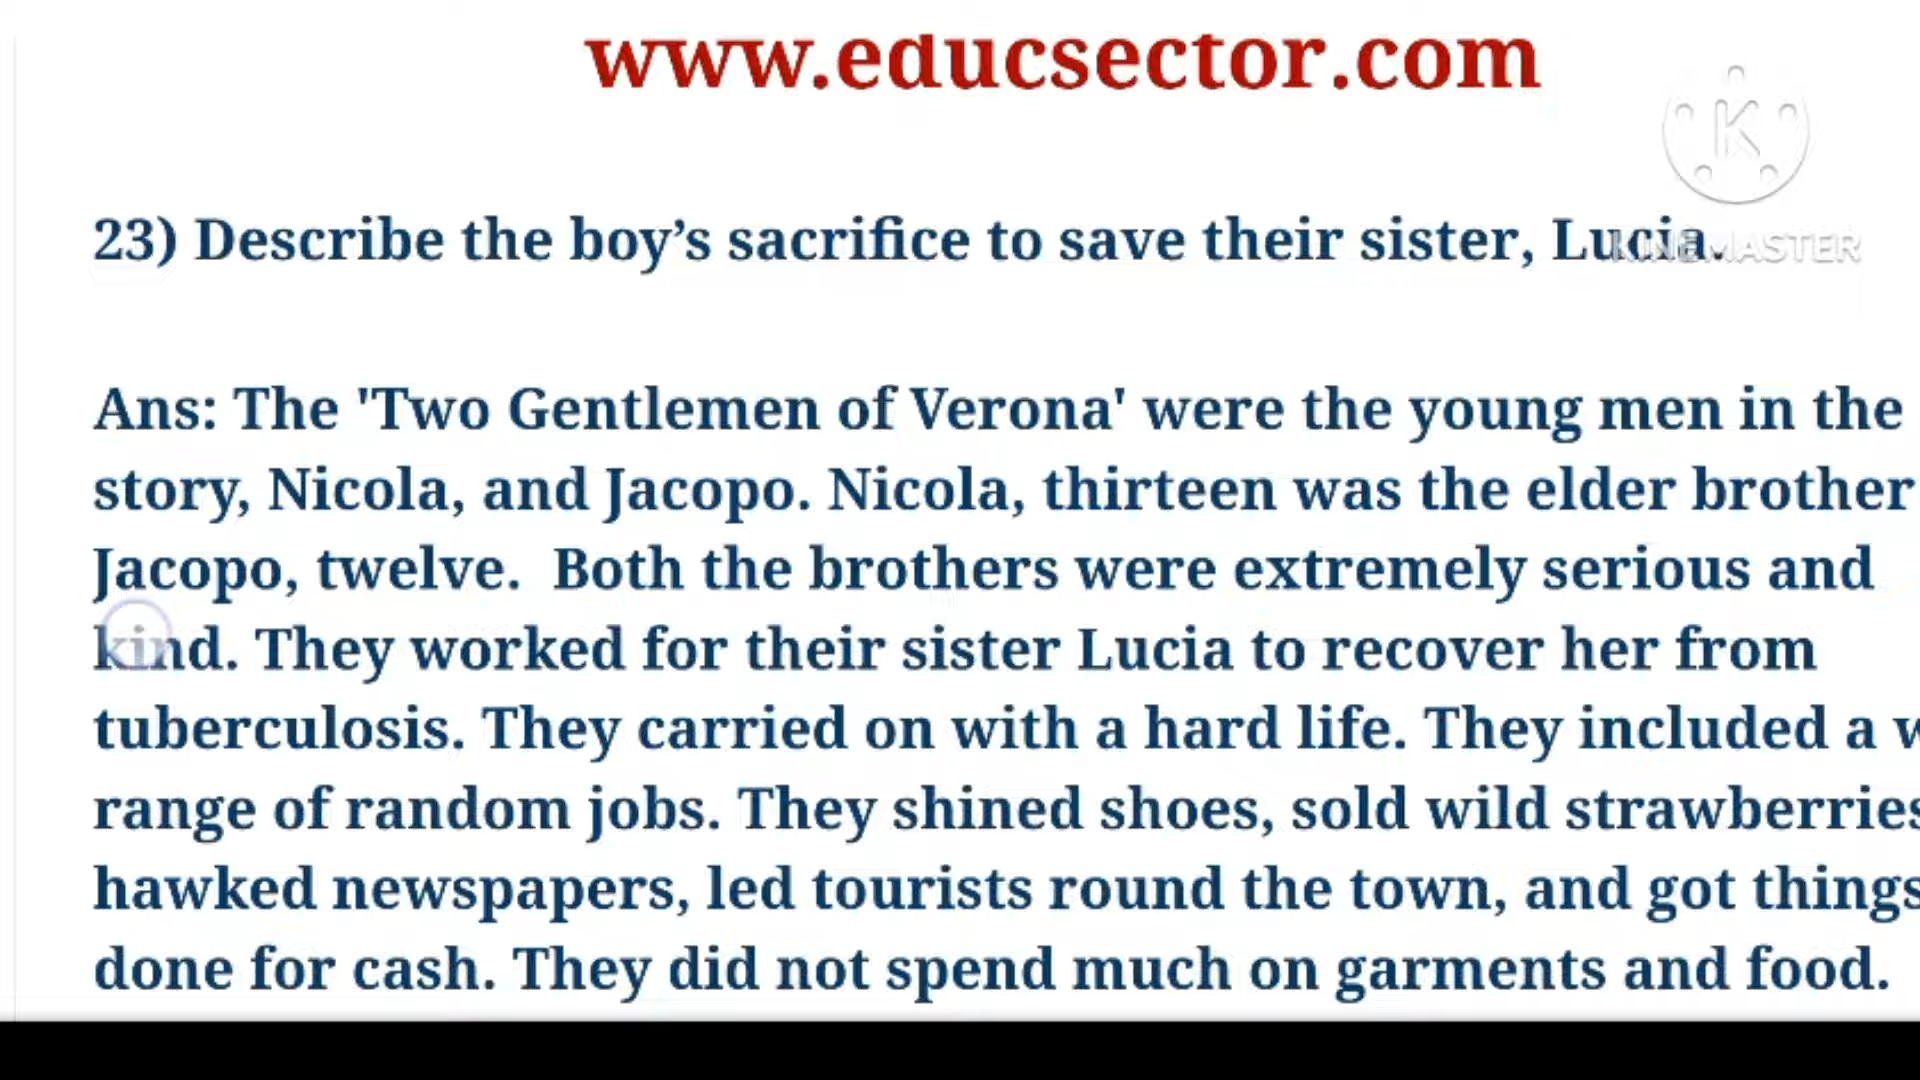 www.educsector.com
K
KINEMASTER
23) Describe the boy’s sacrifice to save their sister, Lucia.
Ans: The 'Two Gentlemen of Verona' were the young men in the
story, Nicola, and Jacopo. Nicola, thirteen was the elder brother
Jacopo, twelve. Both the brothers were extremely serious and
kind. They worked for their sister Lucia to recover her from
tuberculosis. They carried on with a hard life. They included a
range of random jobs. They shined shoes, sold wild strawberries
hawked newspapers, led tourists round the town, and got things
done for cash. They did not spend much on garments and food.